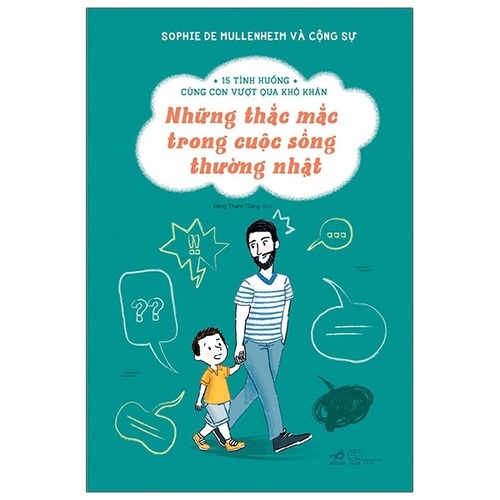 SOPHIE DE MULLENHEIM VÀ CỘNG SỰ
★ 15 TÌNH HUỐNG ★
CÙNG CON VƯỢT QUA KHÓ KHĂN
Những thắc mắc
trong cuộc sống
thường nhật
Đặng Thanh Giang dịch
!!
...
??